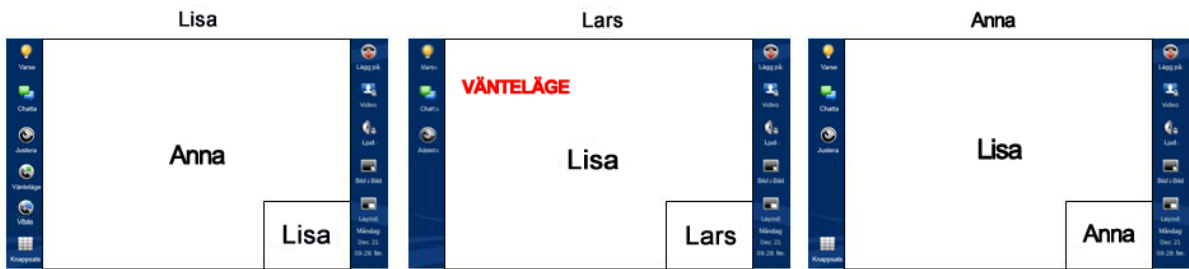 Lisa
Varse
Chatta
Justera
Vänteläge
Växla
Knappsats
Anna
Lisa
Lägg på
Video
Ljud
Bild i Bild
Layout
Måndag
Dec 21
09:28 fm
Lars
Varse
Chatta
Justera
VÄNTELÄGE
Lisa
Lars
Lägg på
Video
Ljud
Bild i Bild
Layout
Måndag
Dec 21
09:28 fm
Anna
Varse
Chatta
Justera
Knappsats
Lisa
Anna
Lägg på
Video
Ljud
Bild i Bild
Layout
Måndag
Dec 21
09:28 fm